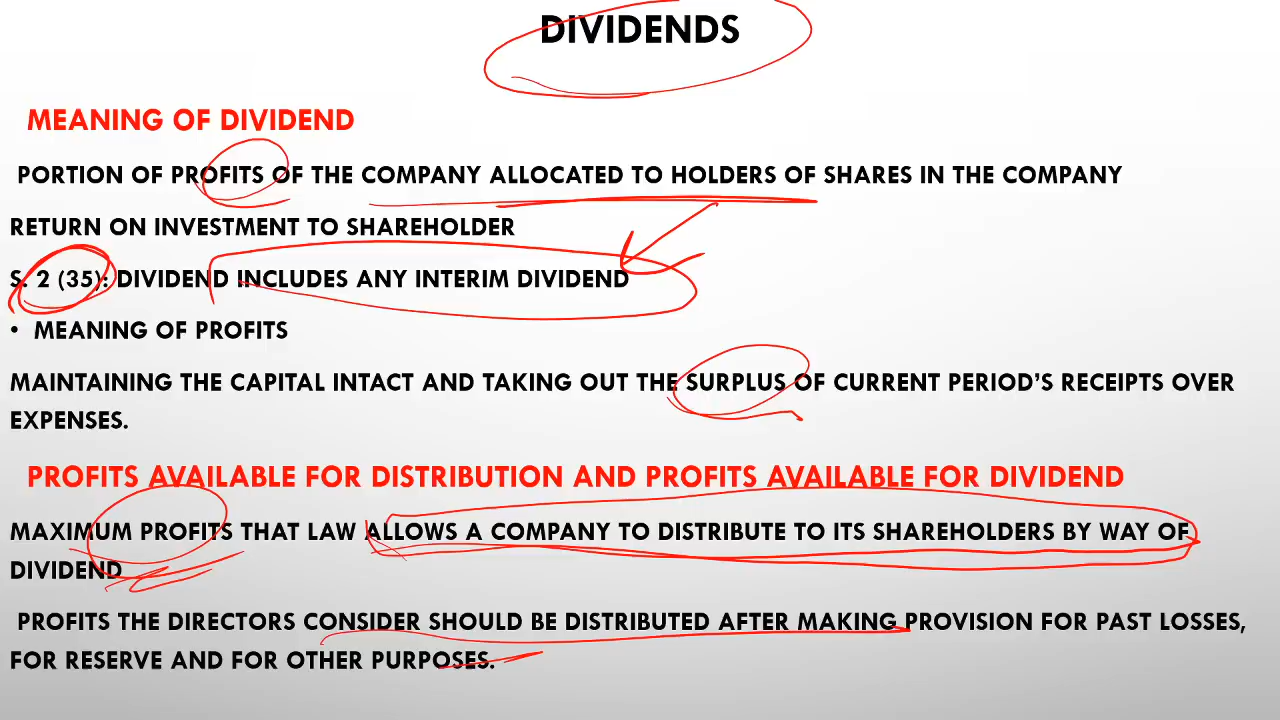 DIVIDENDS
MEANING OF DIVIDEND
PORTION OF PROFITS OF THE COMPANY ALLOCATED TO HOLDERS OF SHARES IN THE COMPANY
RETURN ON INVESTMENT TO SHAREHOLDER
S. 2 (35): DIVIDEND INCLUDES ANY INTERIM DIVIDEND
• MEANING OF PROFITS
MAINTAINING THE CAPITAL INTACT AND TAKING OUT THE SURPLUS OF CURRENT PERIOD'S RECEIPTS OVER
EXPENSES.
PROFITS AVAILABLE FOR DISTRIBUTION AND PROFITS AVAILABLE FOR DIVIDEND
MAXIMUM PROFITS THAT LAW ALLOWS A COMPANY TO DISTRIBUTE TO ITS SHAREHOLDERS BY WAY OF
DIVIDEND
PROFITS THE DIRECTORS CONSIDER SHOULD BE DISTRIBUTED AFTER MAKING PROVISION FOR PAST LOSSES,
FOR RESERVE AND FOR OTHER PURPOSES.